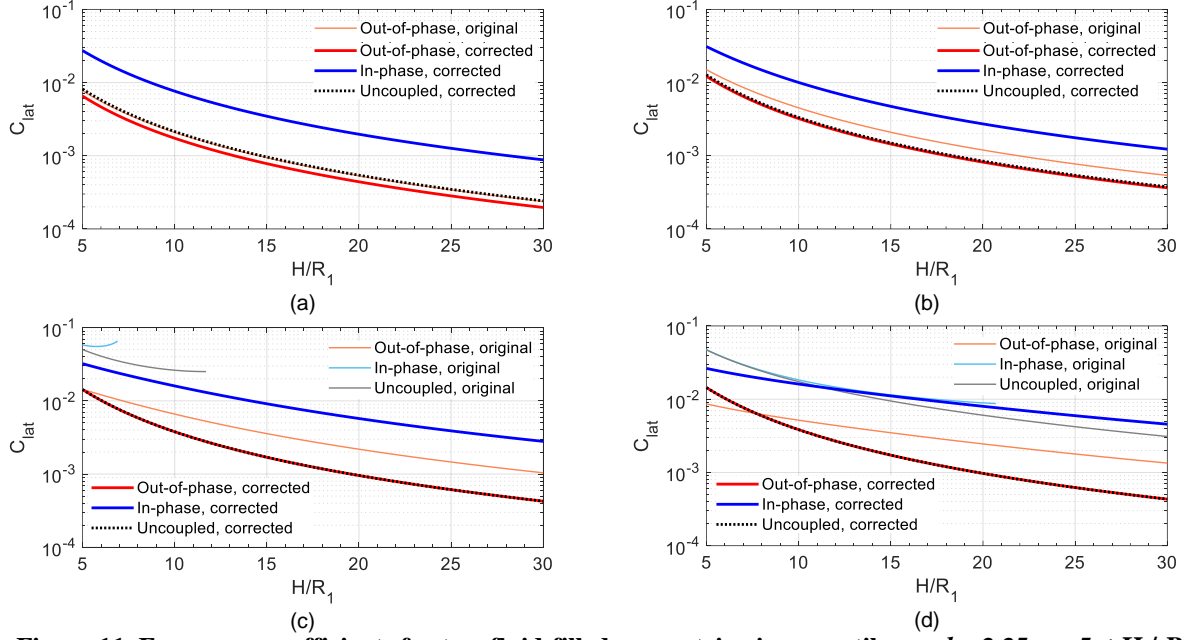 10^-1
10^-2
10^-3
10^-4
C_lat
Out-of-phase, original
Out-of-phase, corrected
In-phase, corrected
Uncoupled, corrected
5 10 15 20 25 30
H/R_1
(a)
10^-1
10^-2
10^-3
10^-4
C_lat
Out-of-phase, original
Out-of-phase, corrected
In-phase, corrected
Uncoupled, corrected
5 10 15 20 25 30
H/R_1
(b)
10^-1
10^-2
10^-3
10^-4
C_lat
Out-of-phase, original
In-phase, original
Uncoupled, original
Out-of-phase, corrected
In-phase, corrected
Uncoupled, corrected
5 10 15 20 25 30
H/R_1
(c)
10^-1
10^-2
10^-3
10^-4
C_lat
Out-of-phase, original
In-phase, original
Uncoupled, original
Out-of-phase, corrected
In-phase, corrected
Uncoupled, corrected
5 10 15 20 25 30
H/R_1
(d)
Figure 11